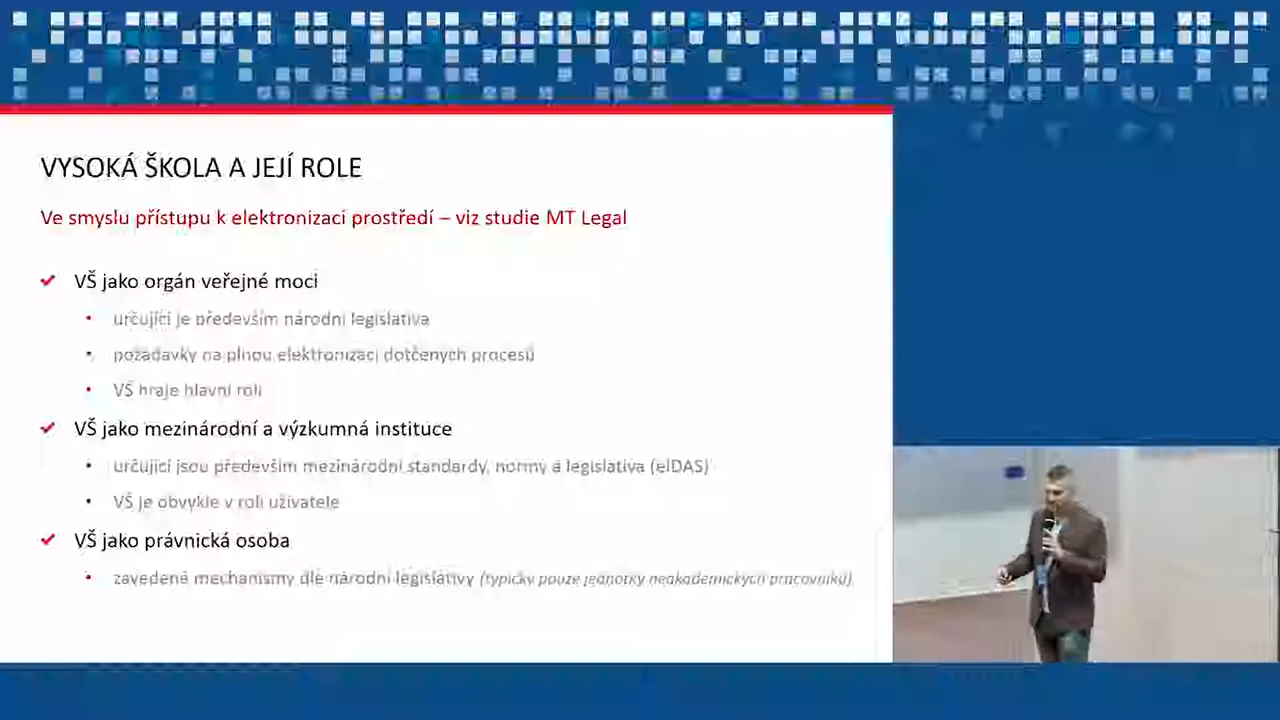 VYSOKÁ ŠKOLA A JEJÍ ROLE
Ve smyslu přístupu k elektronizaci prostředí – viz studie MT Legal
VŠ jako orgán veřejné moci
určující je především národní legislativa
požadavky na plnou elektronizaci dotčených procesů
VŠ hraje hlavní roli
VŠ jako mezinárodní a výzkumná instituce
určující jsou především mezinárodní standardy, normy a legislativa (eIDAS)
VŠ je obvykle v roli uživatele
VŠ jako právnická osoba
zavedené mechanismy dle národní legislativy (typicky pouze jednotky neakademických pracovníků)